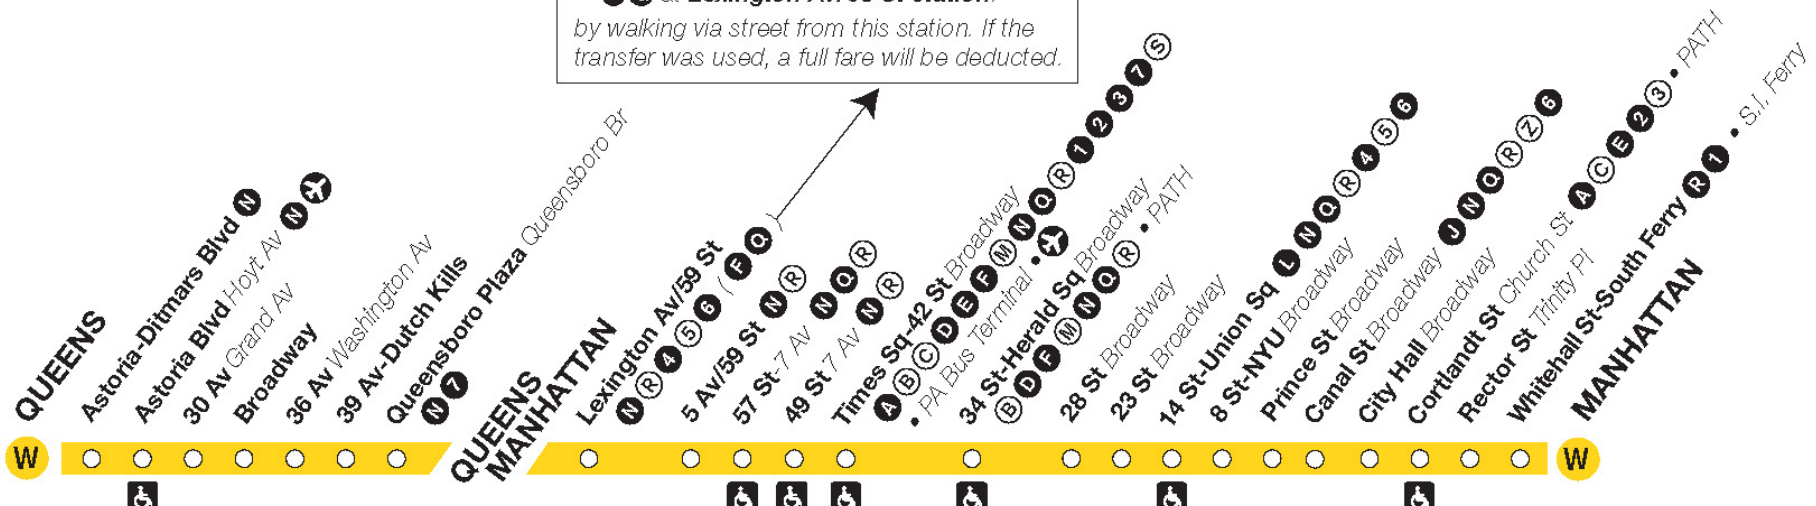 by walking via street from this station. If the
transfer was used, a full fare will be deducted.
QUEENS
Astoria-Ditmars Blvd N
Astoria Blvd Hoyt Av N
30 Av Grand Av
Broadway
36 Av Washington Av
39 Av-Dutch Kills
Queensboro Plaza Queensboro Br
N 7
QUEENS
MANHATTAN
Lexington Av/59 St
N R 4 5 6 (F Q)
5 Av/59 St N R
57 St-7 Av N Q R
49 St 7 Av N R
Times Sq-42 St Broadway
A B C D E F M N Q R 1 2 3 7 S
• PA Bus Terminal •
34 St-Herald Sq Broadway
B D F M N Q R • PATH
28 St Broadway
23 St Broadway
14 St-Union Sq L N Q R 4 5 6
8 St-NYU Broadway
Prince St Broadway
Canal St Broadway J N Q R Z 6
City Hall Broadway
Cortlandt St Church St A C E 2 3 • PATH
Rector St Trinity Pl
Whitehall St-South Ferry R 1 • S.I. Ferry
MANHATTAN
W
W